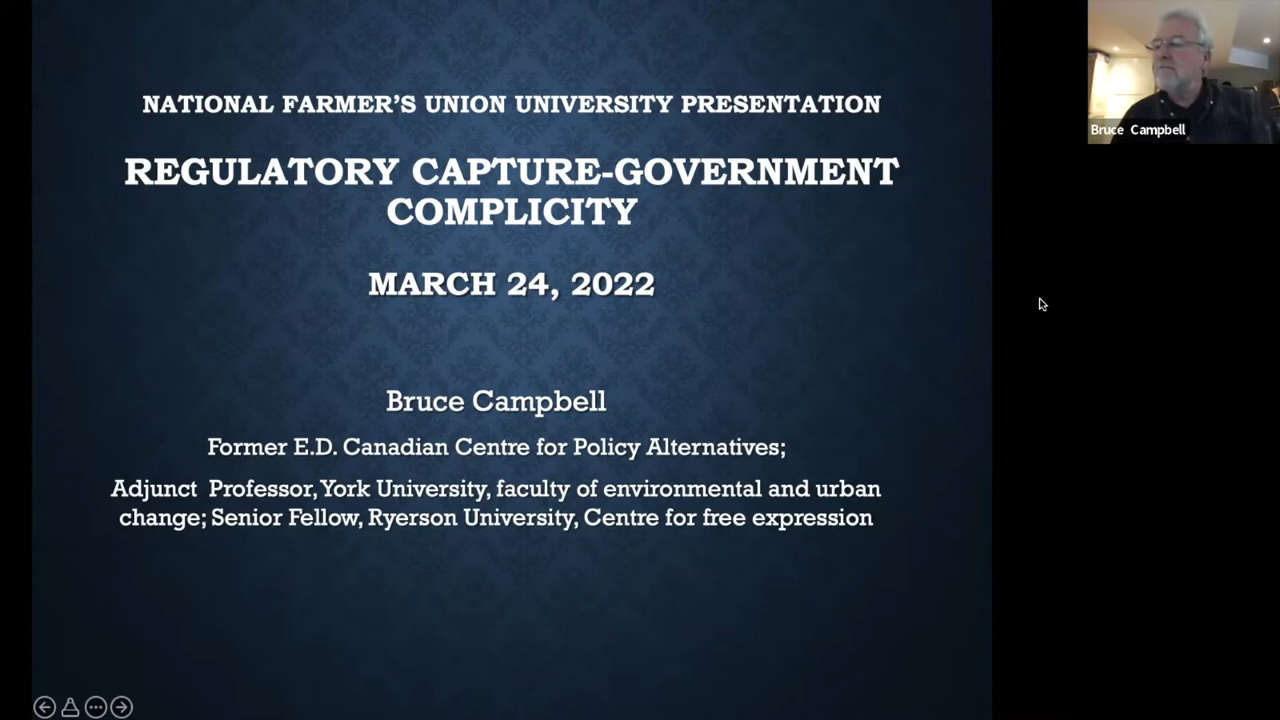 NATIONAL FARMER'S UNION UNIVERSITY PRESENTATION
REGULATORY CAPTURE-GOVERNMENT
COMPLICITY
MARCH 24, 2022
Bruce Campbell
Former E.D. Canadian Centre for Policy Alternatives;
Adjunct Professor, York University, faculty of environmental and urban
change; Senior Fellow, Ryerson University, Centre for free expression
Bruce Campbell